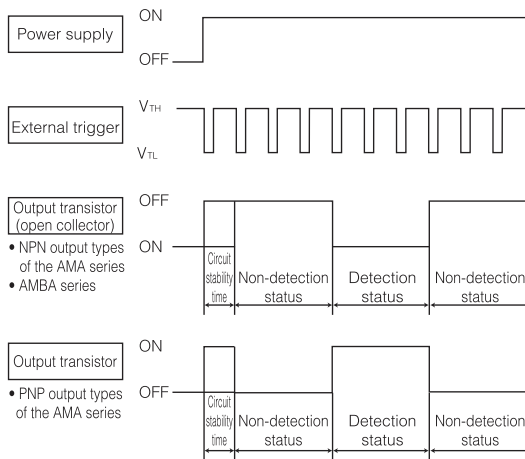 Power supply
ON
OFF
External trigger
VTH
VTL
Output transistor
(open collector)
• NPN output types
of the AMA series
• AMBA series
OFF
ON
Circuit
stability
time
Non-detection
status
Detection
status
Non-detection
status
Output transistor
• PNP output types
of the AMA series
ON
OFF
Circuit
stability
time
Non-detection
status
Detection
status
Non-detection
status